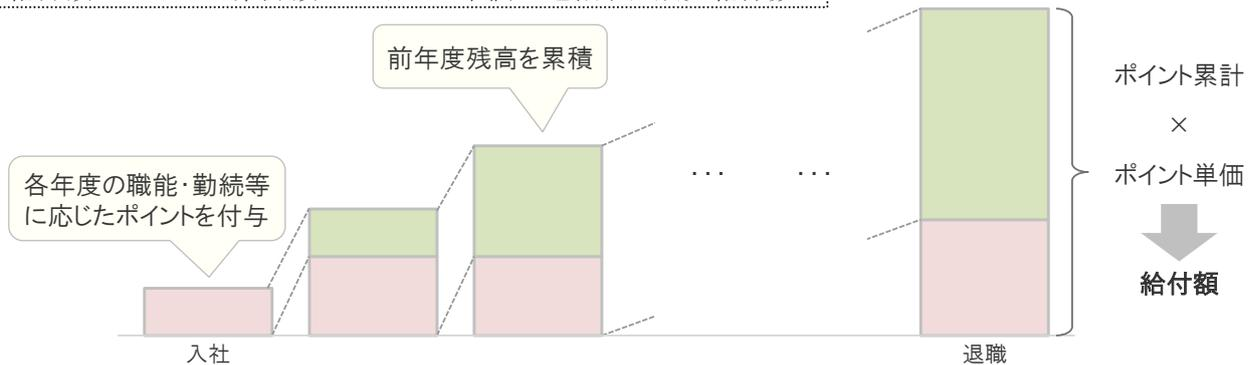 前年度残高を累積
各年度の職能・勤続等
に応じたポイントを付与
･･･ ･･･
ポイント累計
×
ポイント単価
給付額
入社
退職